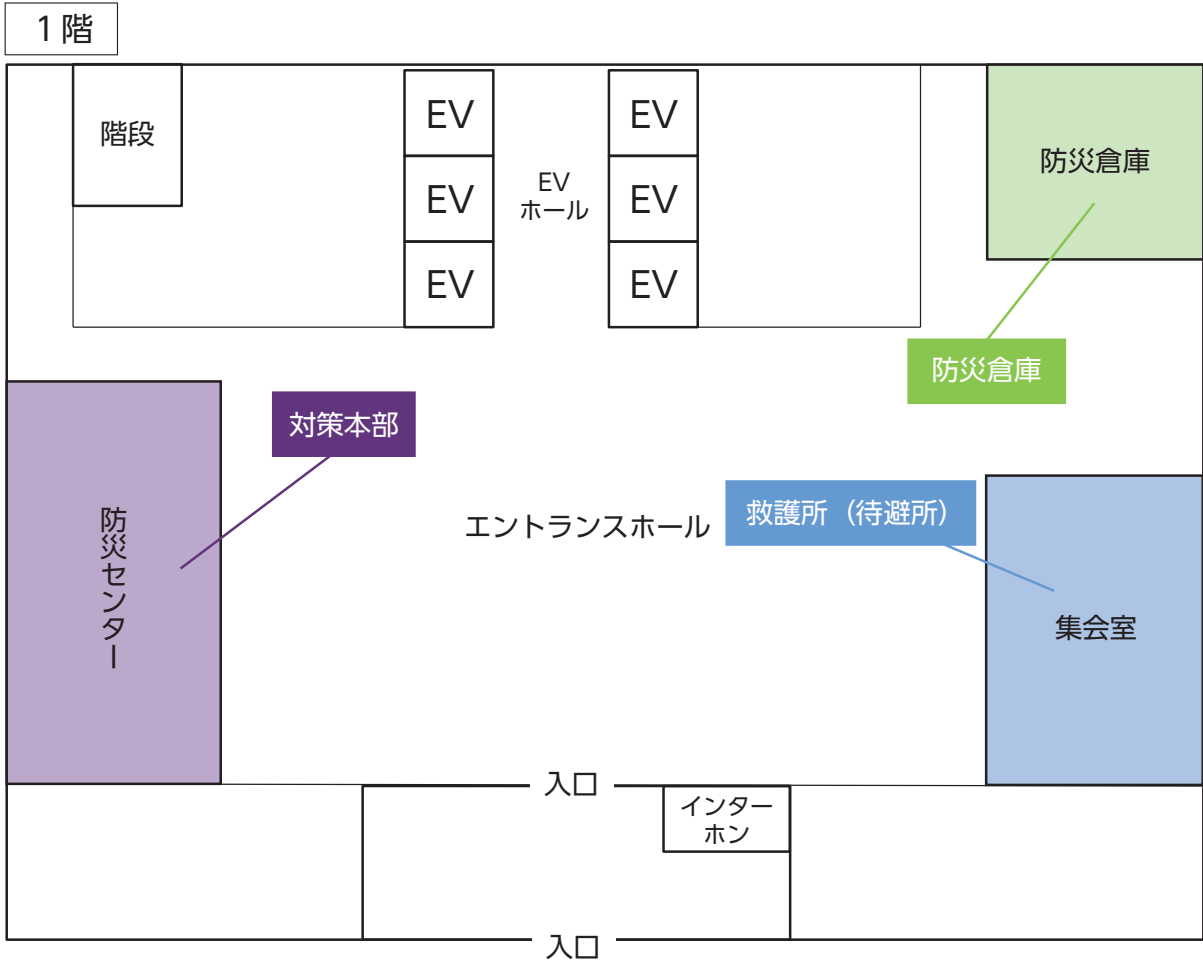 1階
階段
EV
EV
EV
EV
ホール
EV
EV
EV
防災倉庫
防災倉庫
対策本部
防災センター
エントランスホール
救護所（待避所）
集会室
入口
インター
ホン
入口